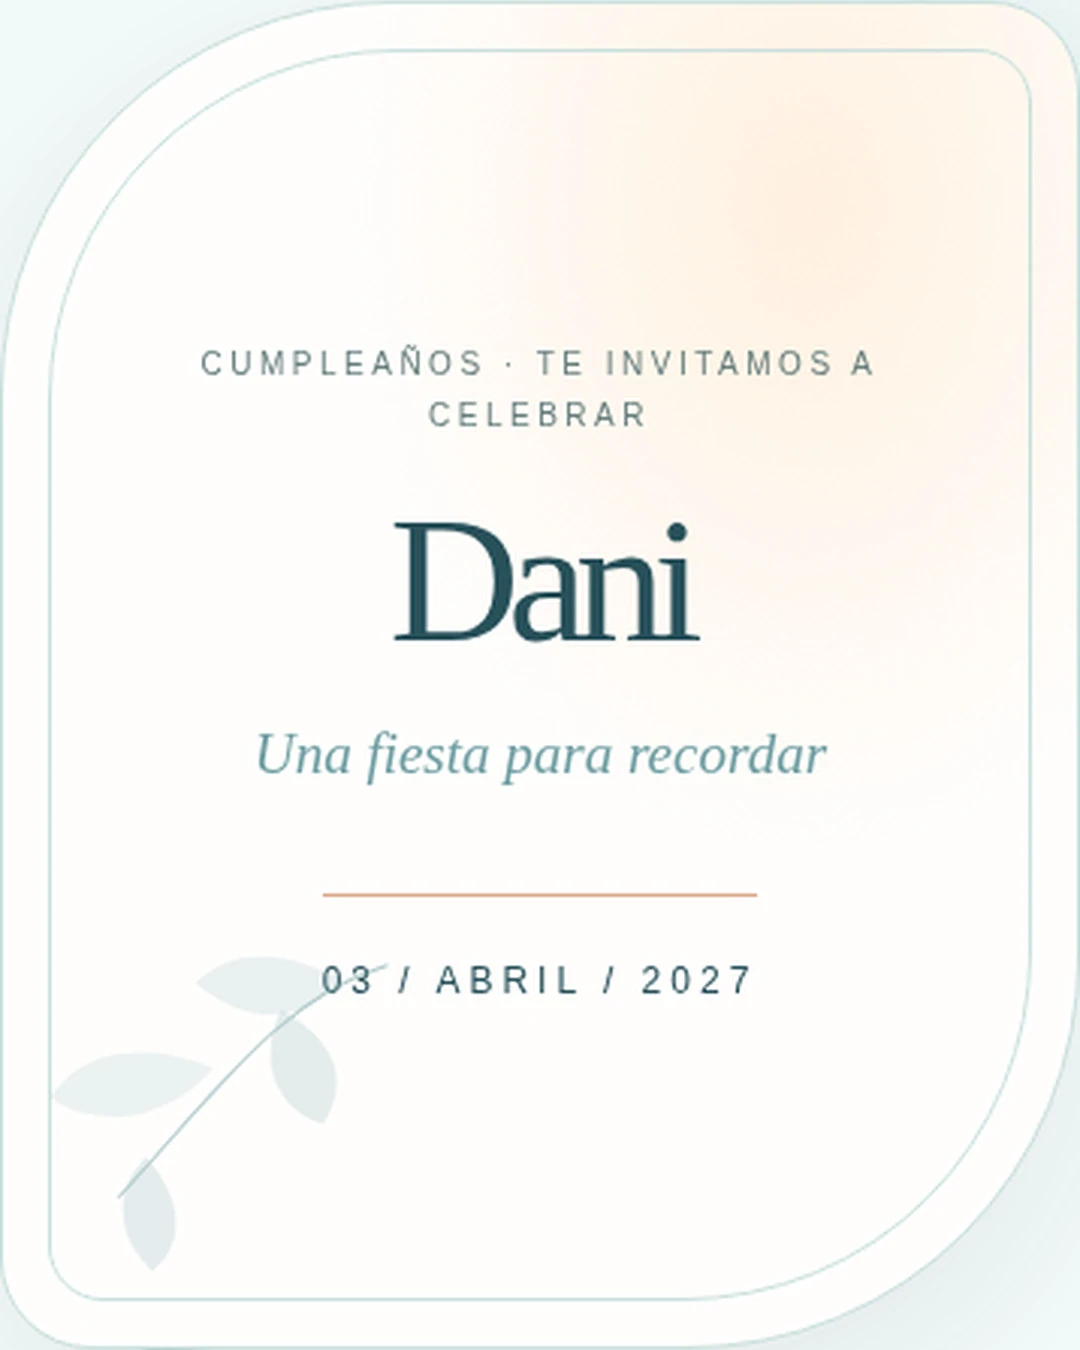 CUMPLEAÑOS · TE INVITAMOS A
CELEBRAR
Dani
Una fiesta para recordar
03 / ABRIL / 2027